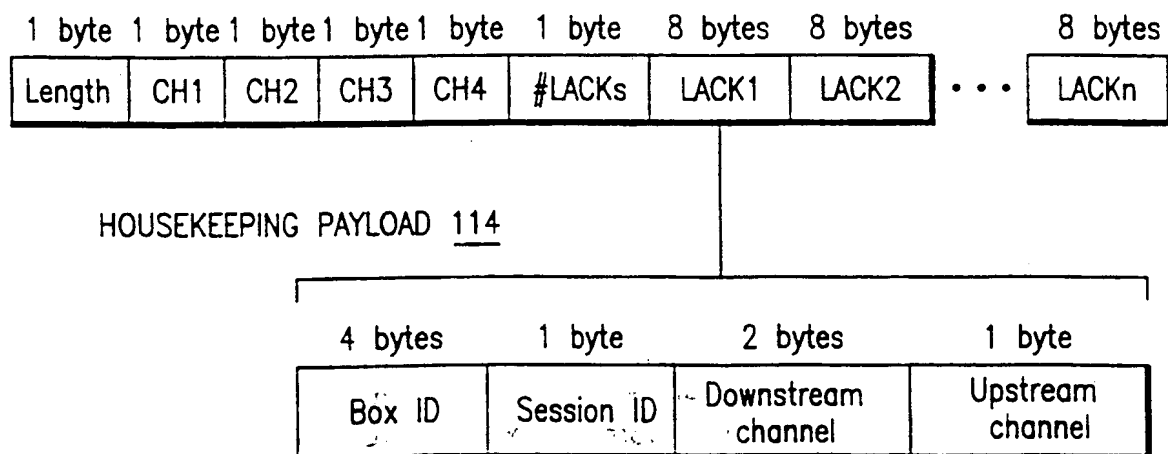 1 byte 1 byte 1 byte 1 byte 1 byte 1 byte 8 bytes 8 bytes 8 bytes
Length CH1 CH2 CH3 CH4 #LACKs LACK1 LACK2 • • • LACKn
HOUSEKEEPING PAYLOAD 114
4 bytes 1 byte 2 bytes 1 byte
Box ID Session ID Downstream channel Upstream channel